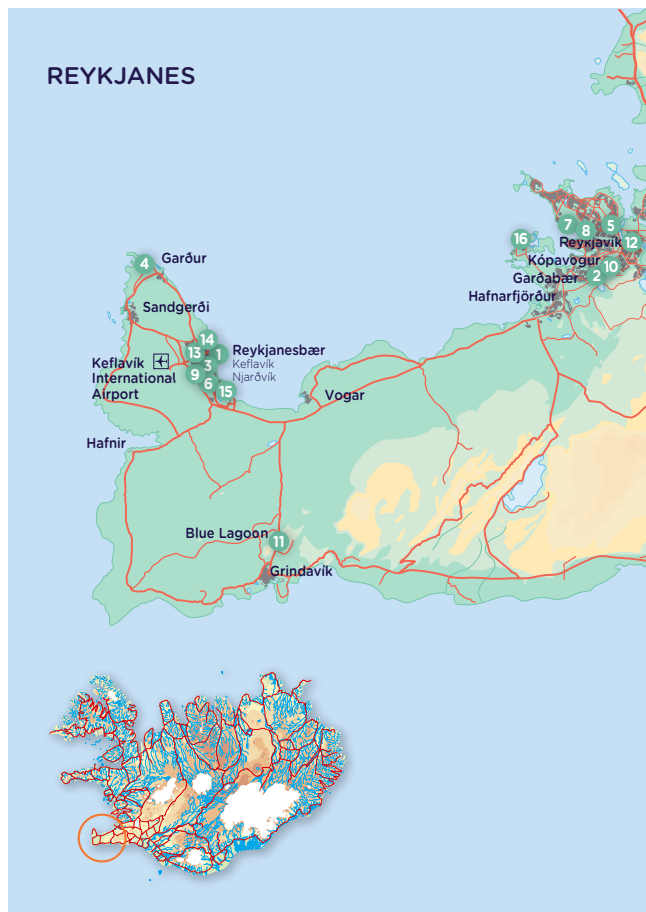 REYKJANES
7
8
5
16
Reykjavík
12
Kópavogur
10
Garðabær
2
Hafnarfjörður
4
Garður
Sandgerði
14
13
1
Reykjanesbær
Keflavík
Njarðvík
3
9
6
15
Keflavík
International
Airport
Vogar
Hafnir
Blue Lagoon
11
Grindavík